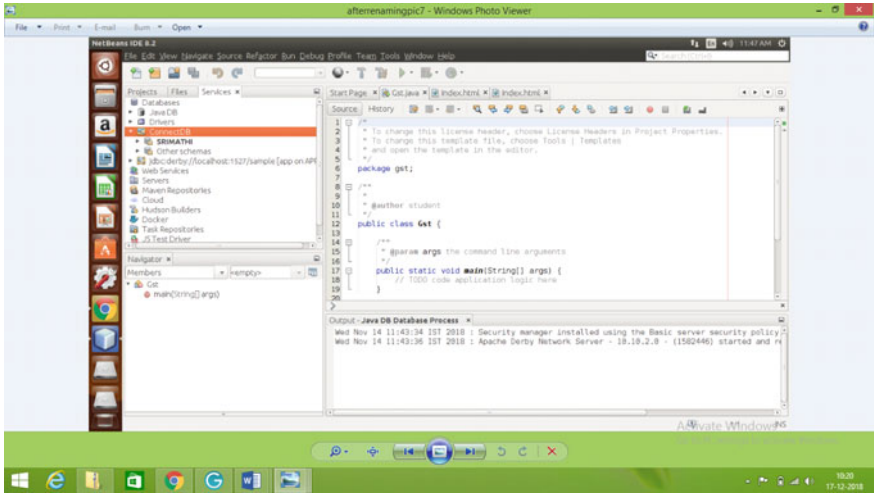 afterrenamingpic7 - Windows Photo Viewer
File Print E-mail Burn Open
NetBeans IDE 8.2
11:47 AM
File Edit View Navigate Source Refactor Run Debug Profile Team Tools Window Help
Search (Ctrl+I)
Projects Files Services
Databases
Java DB
Drivers
ConnectDB
SRIMATHI
Other schemas
jdbc:derby://localhost:1527/sample [app on APP
Web Services
Servers
Maven Repositories
Cloud
Hudson Builders
Docker
Task Repositories
JS Test Driver
Navigator
Members <empty>
Gst
main(String[] args)
Start Page Gst.java index.html index.html
Source History
1 /*
2 * To change this license header, choose License Headers in Project Properties.
3 * To change this template file, choose Tools | Templates
4 * and open the template in the editor.
5 */
6 package gst;
7
8 /**
9 *
10 * @author student
11 */
12 public class Gst {
13
14 /**
15 * @param args the command line arguments
16 */
17 public static void main(String[] args) {
18 // TODO code application logic here
19 }
20
Output - Java DB Database Process
Wed Nov 14 11:43:34 IST 2018 : Security manager installed using the Basic server security policy
Wed Nov 14 11:43:36 IST 2018 : Apache Derby Network Server - 10.10.2.0 - (1582446) started and re
INS
Activate Windows
19:20
17-12-2018